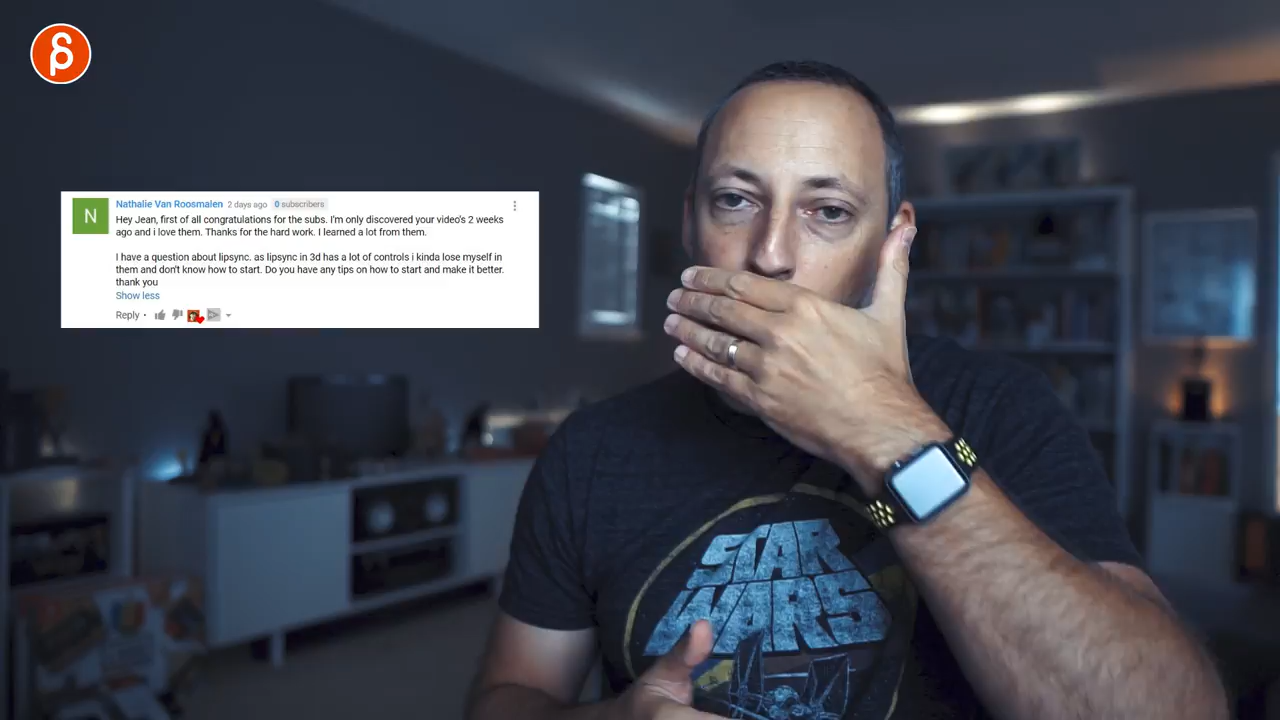 N
Nathalie Van Roosmalen 2 days ago 0 subscribers
Hey Jean, first of all congratulations for the subs. I'm only discovered your video's 2 weeks
ago and i love them. Thanks for the hard work. I learned a lot from them.
I have a question about lipsync. as lipsync in 3d has a lot of controls i kinda lose myself in
them and don't know how to start. Do you have any tips on how to start and make it better.
thank you
Show less
Reply
STAR
WARS